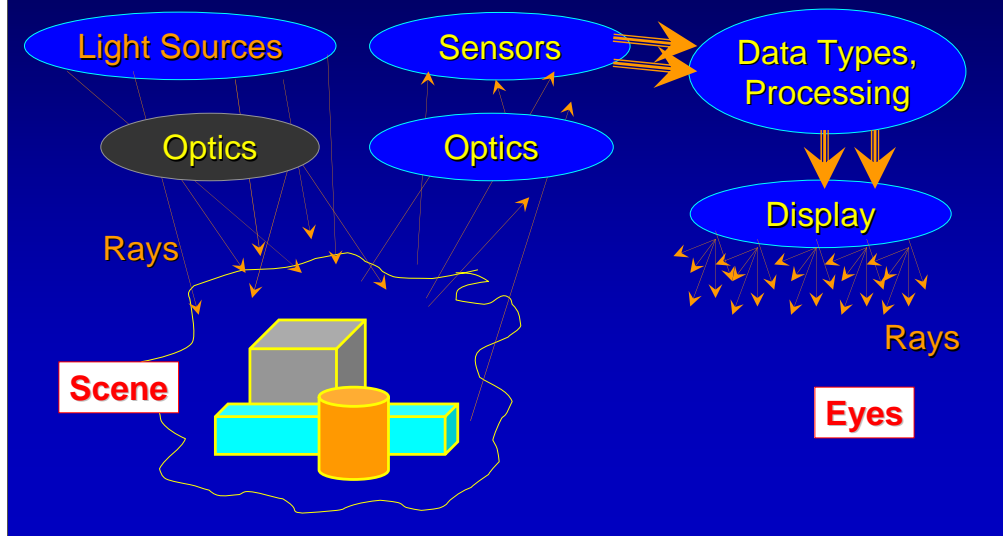 Light Sources
Sensors
Data Types,
Processing
Optics
Optics
Display
Rays
Rays
Scene
Eyes